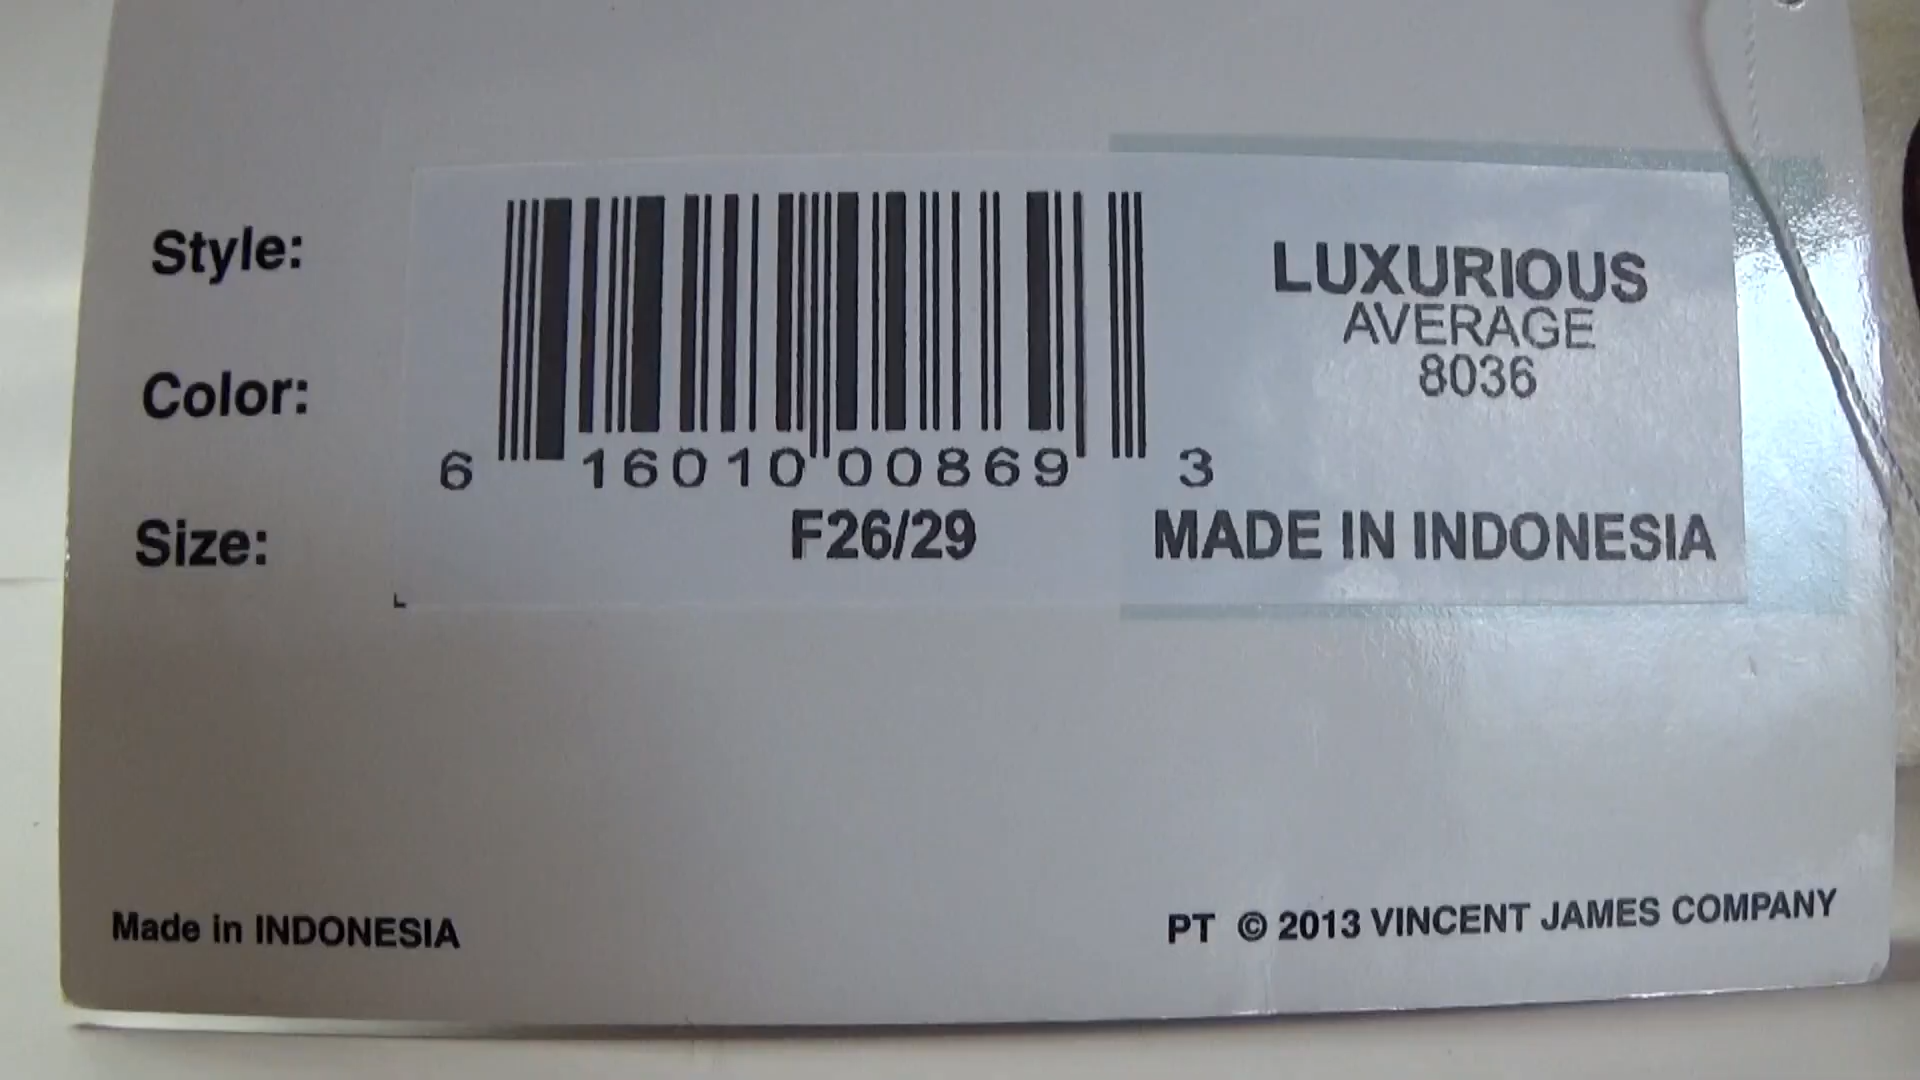 Style:
LUXURIOUS
AVERAGE
8036
Color:
6 16010 00869 3
Size:
F26/29
MADE IN INDONESIA
Made in INDONESIA
PT © 2013 VINCENT JAMES COMPANY